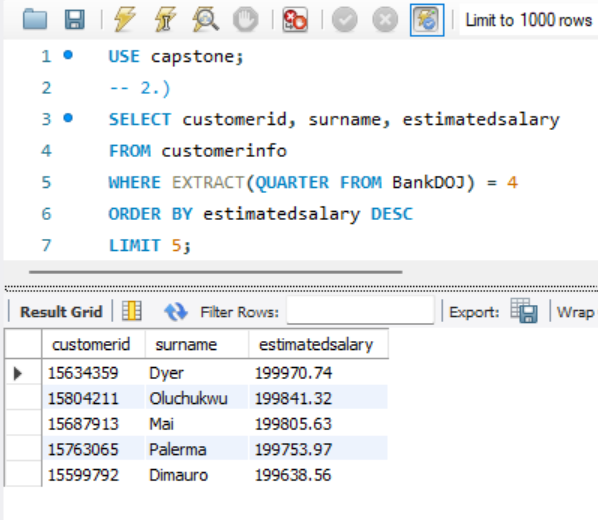 Limit to 1000 rows
1 USE capstone;
2 -- 2.)
3 SELECT customerid, surname, estimatedsalary
4 FROM customerinfo
5 WHERE EXTRACT(QUARTER FROM BankDOJ) = 4
6 ORDER BY estimatedsalary DESC
7 LIMIT 5;
Result Grid Filter Rows: Export: Wrap
customerid surname estimatedsalary
15634359 Dyer 199970.74
15804211 Oluchukwu 199841.32
15687913 Mai 199805.63
15763065 Palerma 199753.97
15599792 Dimauro 199638.56